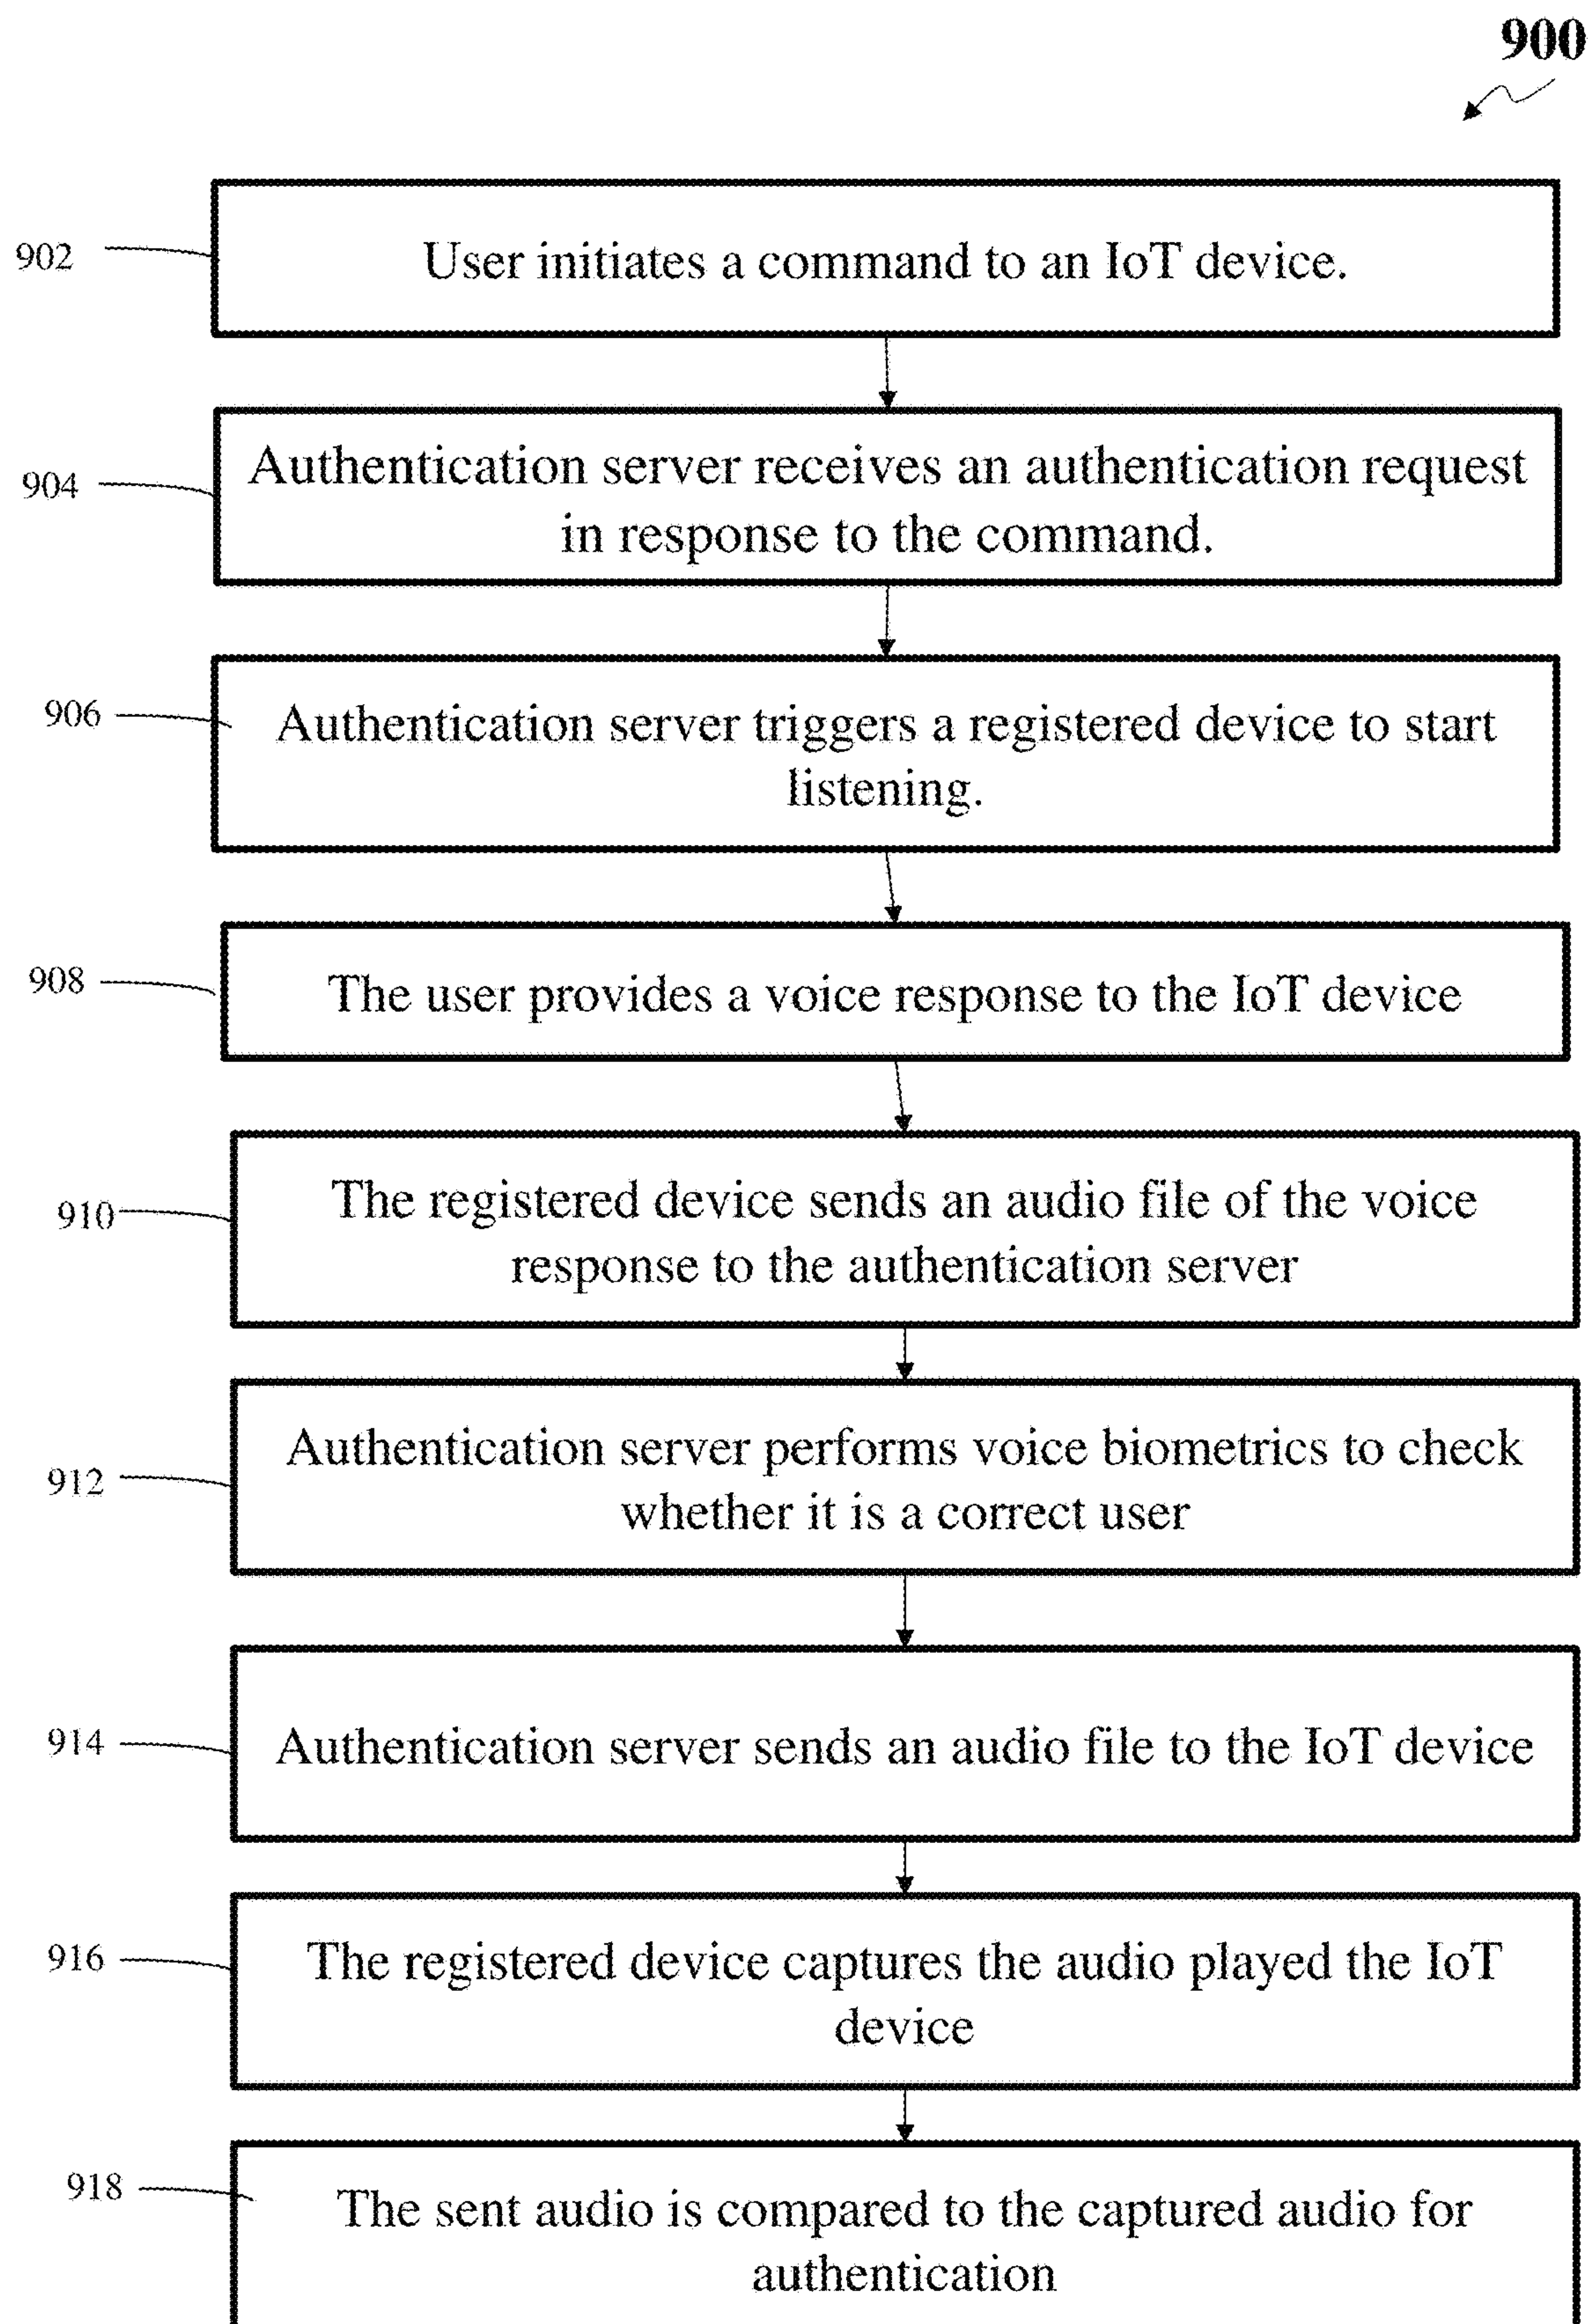 900
902
User initiates a command to an IoT device.
904
Authentication server receives an authentication request
in response to the command.
906
Authentication server triggers a registered device to start
listening.
908
The user provides a voice response to the IoT device
910
The registered device sends an audio file of the voice
response to the authentication server
912
Authentication server performs voice biometrics to check
whether it is a correct user
914
Authentication server sends an audio file to the IoT device
916
The registered device captures the audio played the IoT
device
918
The sent audio is compared to the captured audio for
authentication